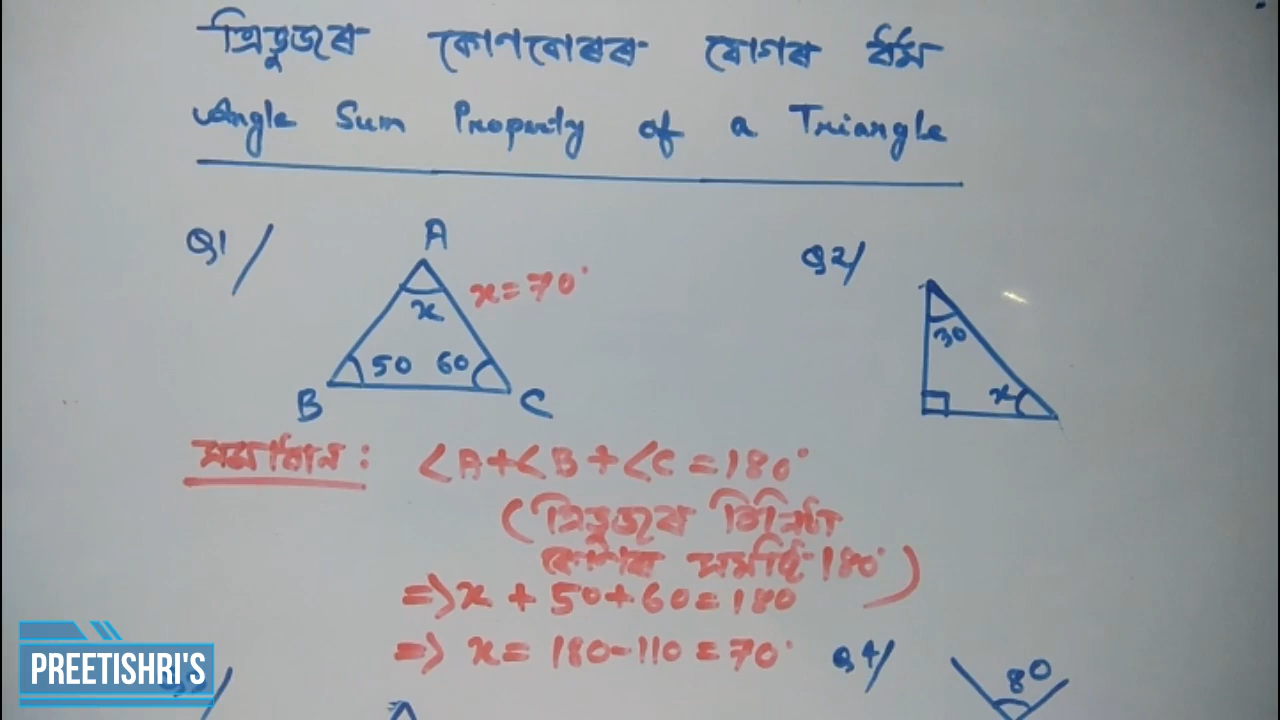 ত্ৰিভুজৰ কোণবোৰৰ যোগৰ ধৰ্ম
Angle Sum Property of a Triangle
Q1/
A
x = 70°
x
50 60
B C
Q2/
30
x
সমাধান : ∠A+∠B+∠C = 180°
(ত্ৰিভুজৰ তিনিটা
কোণৰ সমষ্টি 180°)
⇒ x + 50+60 = 180
⇒ x = 180-110 = 70°
Q4/
80
PREETISHRI'S